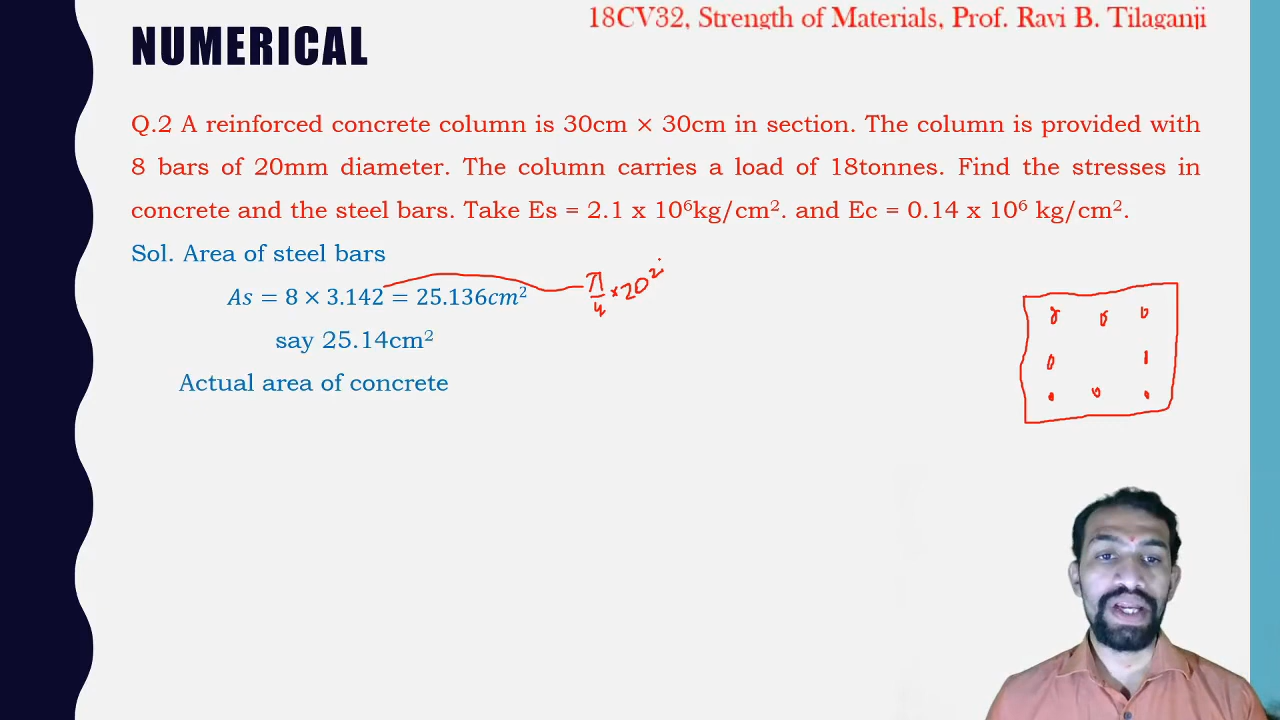 18CV32, Strength of Materials, Prof. Ravi B. Tilaganji
NUMERICAL
Q.2 A reinforced concrete column is 30cm × 30cm in section. The column is provided with
8 bars of 20mm diameter. The column carries a load of 18tonnes. Find the stresses in
concrete and the steel bars. Take Es = 2.1 x 10⁶kg/cm². and Ec = 0.14 x 10⁶ kg/cm².
Sol. Area of steel bars
As = 8 × 3.142 = 25.136cm²
π/4 × 20²
say 25.14cm²
Actual area of concrete